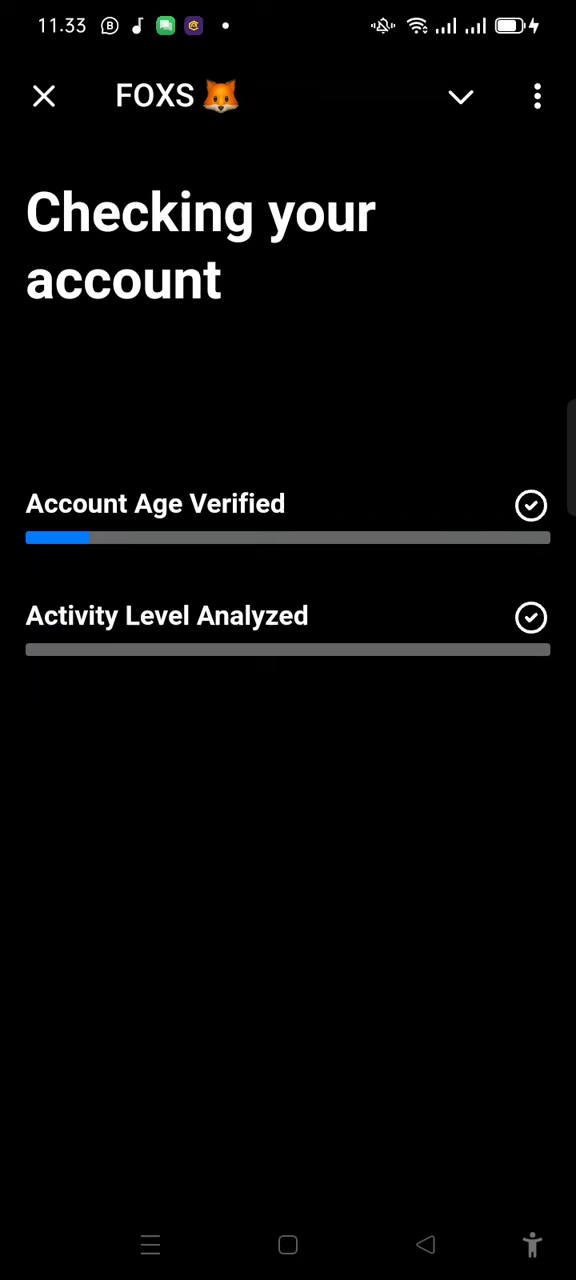 11.33
FOXS 🦊
Checking your
account
Account Age Verified
Activity Level Analyzed